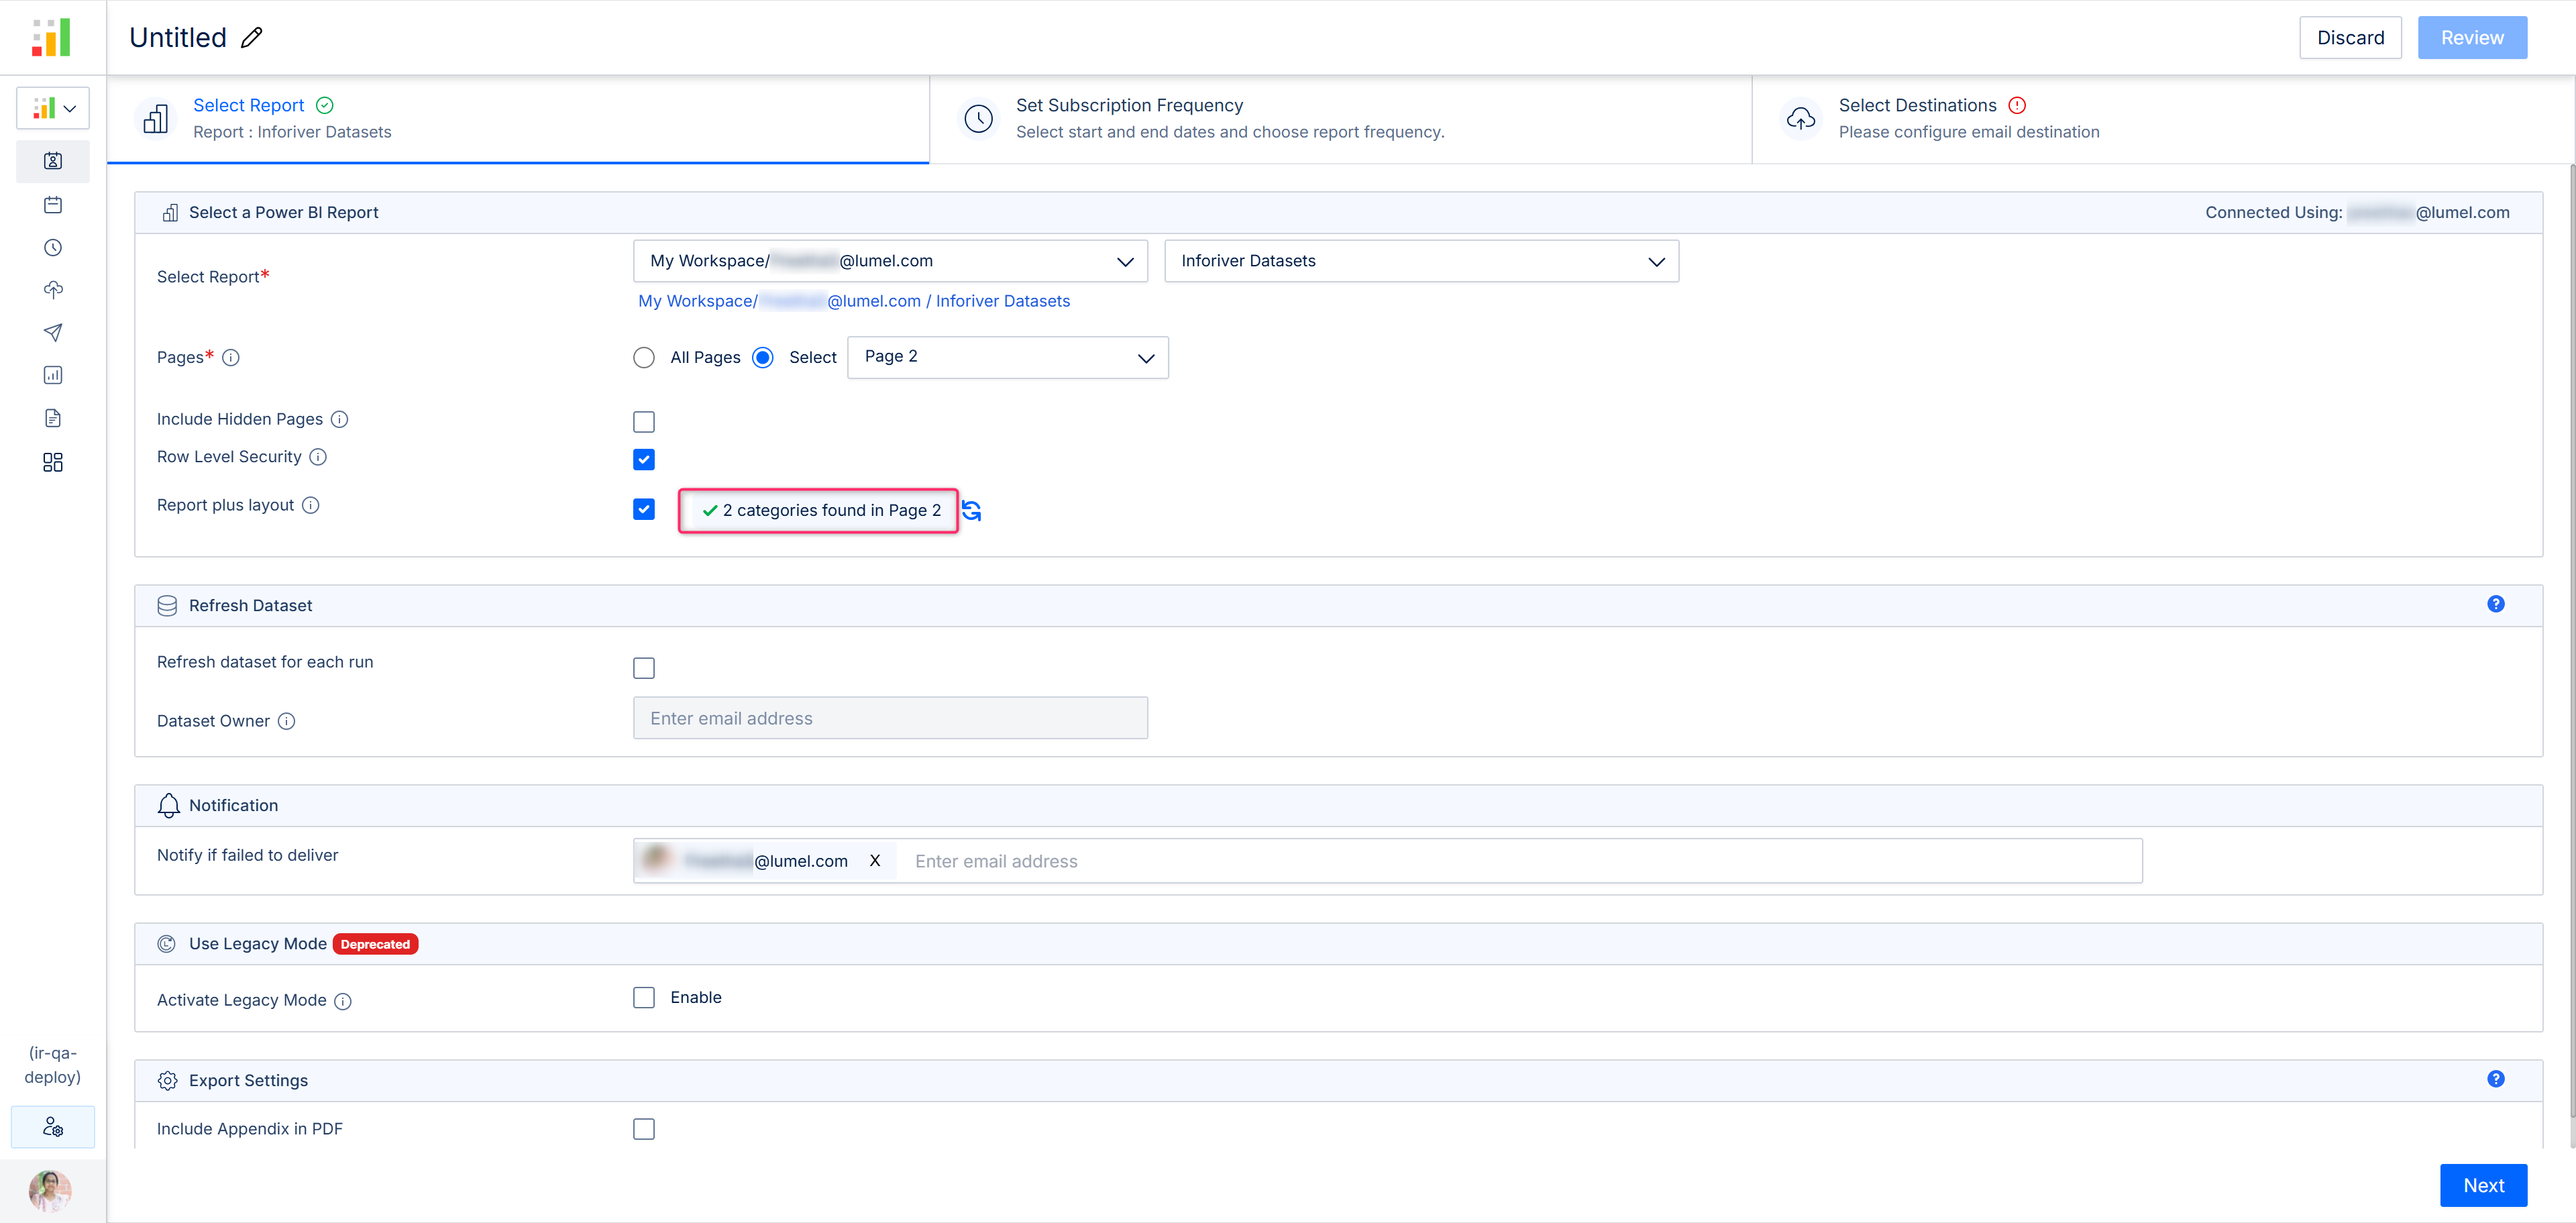 Untitled
Discard
Review
Select Report
Report : Inforiver Datasets
Set Subscription Frequency
Select start and end dates and choose report frequency.
Select Destinations
Please configure email destination
Select a Power BI Report
Connected Using: @lumel.com
Select Report*
My Workspace/ @lumel.com
Inforiver Datasets
My Workspace/ @lumel.com / Inforiver Datasets
Pages*
All Pages
Select
Page 2
Include Hidden Pages
Row Level Security
Report plus layout
2 categories found in Page 2
Refresh Dataset
?
Refresh dataset for each run
Dataset Owner
Enter email address
Notification
Notify if failed to deliver
@lumel.com X
Enter email address
Use Legacy Mode Deprecated
Activate Legacy Mode
Enable
(ir-qa-
deploy)
Export Settings
?
Include Appendix in PDF
Next